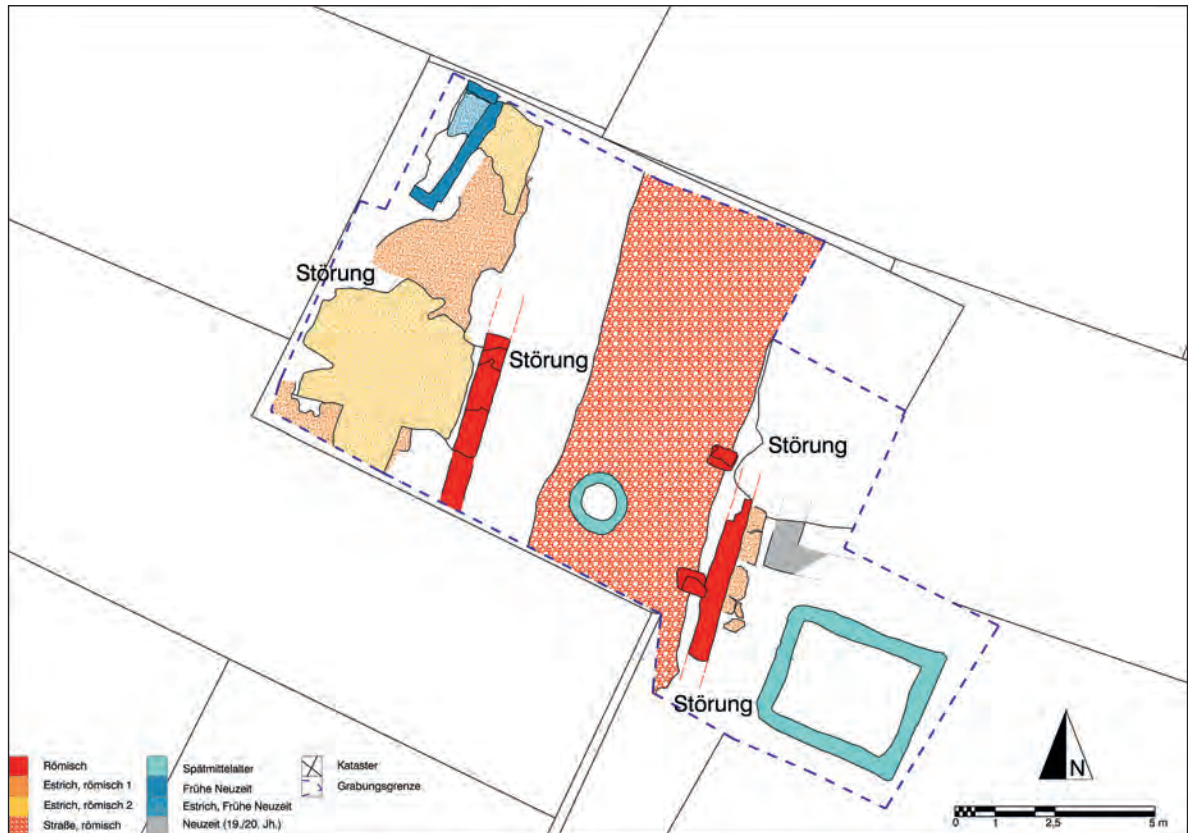 Störung
Störung
Störung
Störung
Römisch
Estrich, römisch 1
Estrich, römisch 2
Straße, römisch
Spätmittelalter
Frühe Neuzeit
Estrich, Frühe Neuzeit
Neuzeit (19./20. Jh.)
Kataster
Grabungsgrenze
N
0 1 2,5 5 m